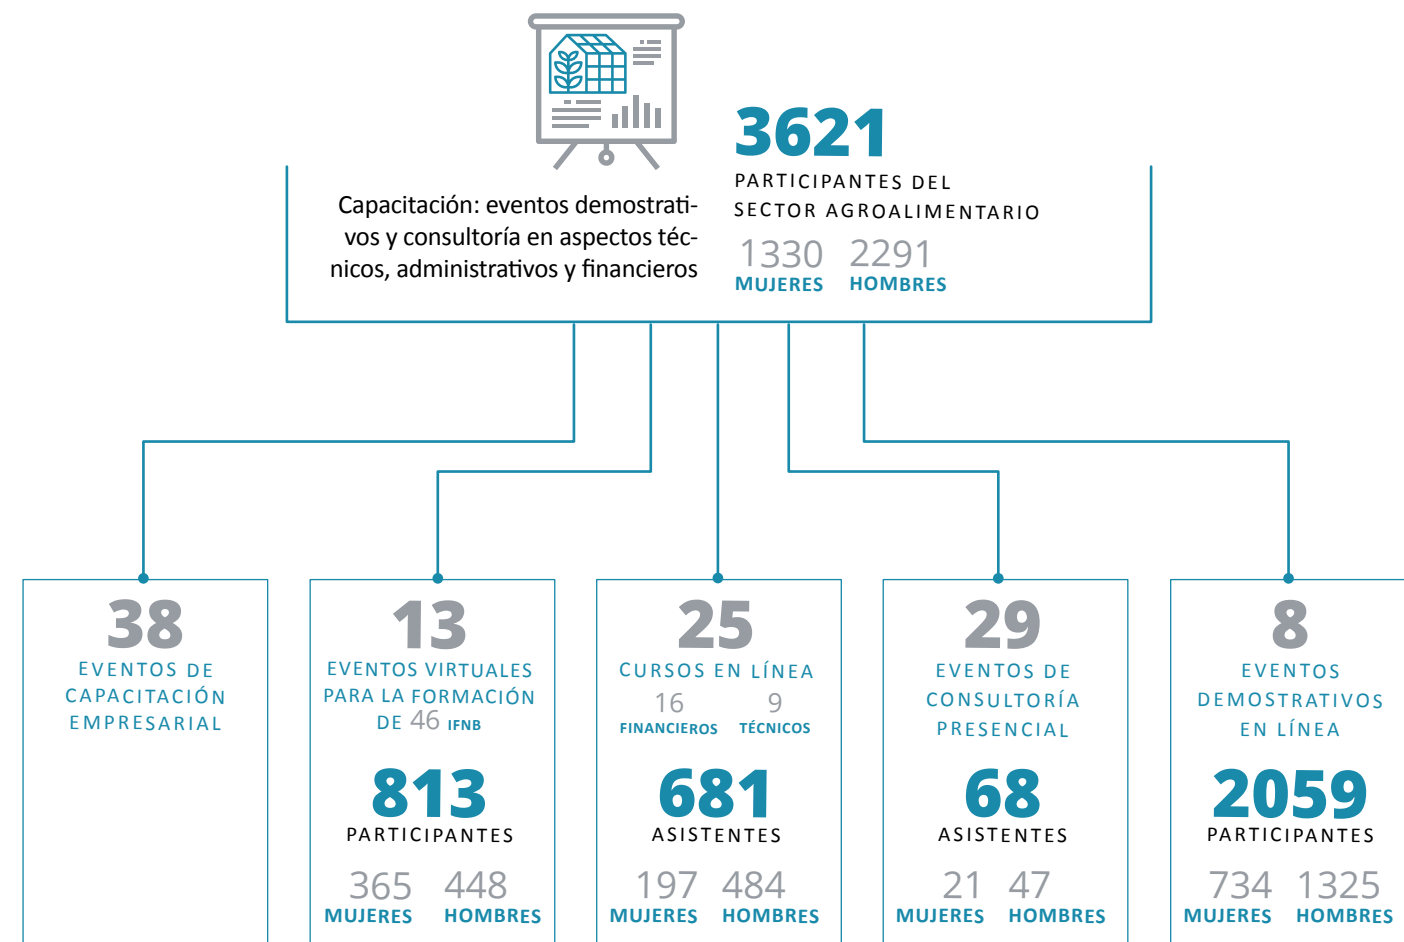 3621
PARTICIPANTES DEL
SECTOR AGROALIMENTARIO
1330 2291
MUJERES HOMBRES
Capacitación: eventos demostrati-
vos y consultoría en aspectos téc-
nicos, administrativos y financieros
38
EVENTOS DE
CAPACITACIÓN
EMPRESARIAL
13
EVENTOS VIRTUALES
PARA LA FORMACIÓN
DE 46 IFNB
813
PARTICIPANTES
365 448
MUJERES HOMBRES
25
CURSOS EN LÍNEA
16 9
FINANCIEROS TÉCNICOS
681
ASISTENTES
197 484
MUJERES HOMBRES
29
EVENTOS DE
CONSULTORÍA
PRESENCIAL
68
ASISTENTES
21 47
MUJERES HOMBRES
8
EVENTOS
DEMOSTRATIVOS
EN LÍNEA
2059
PARTICIPANTES
734 1325
MUJERES HOMBRES